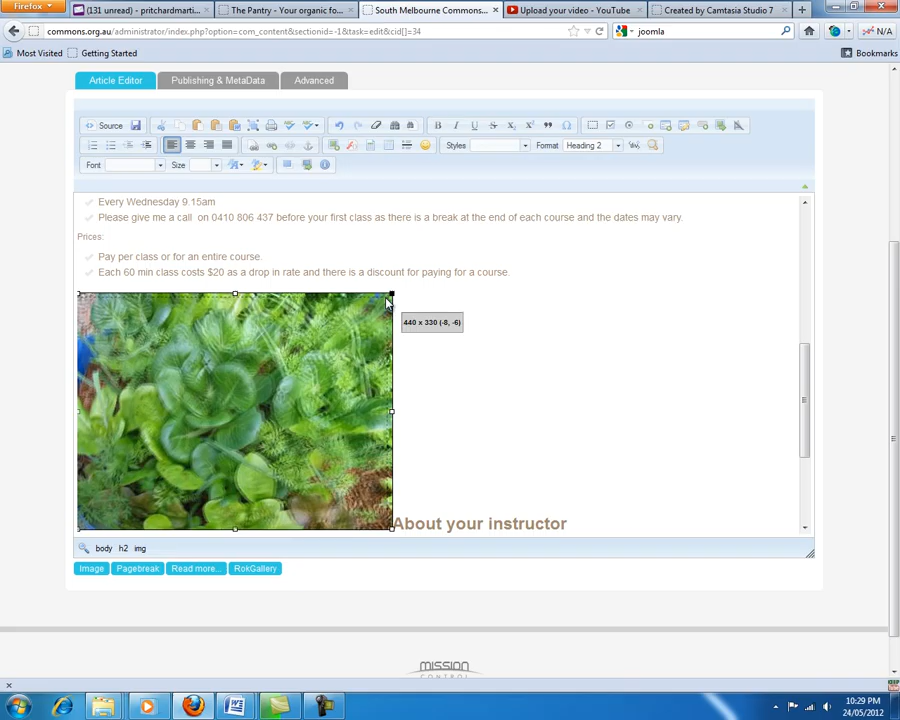 Firefox
(131 unread) - pritchardmarti...
The Pantry - Your organic fo...
South Melbourne Commons...
Upload your video - YouTube
Created by Camtasia Studio 7
commons.org.au/administrator/index.php?option=com_content&sectionid=-1&task=edit&cid[]=34
joomla
N/A
Most Visited
Getting Started
Bookmarks
Article Editor
Publishing & MetaData
Advanced
Source
Styles
Format
Heading 2
Font
Size
Every Wednesday 9.15am
Please give me a call on 0410 806 437 before your first class as there is a break at the end of each course and the dates may vary.
Prices:
Pay per class or for an entire course.
Each 60 min class costs $20 as a drop in rate and there is a discount for paying for a course.
440 x 330 (-8, -6)
About your instructor
body h2 img
Image
Pagebreak
Read more...
RokGallery
MISSION
CONTROL
10:29 PM
24/05/2012